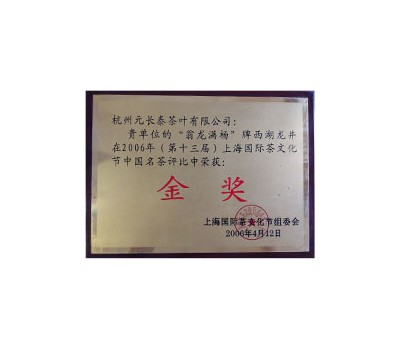 杭州元长泰茶叶有限公司：
贵单位的“翁龙满杨”牌西湖龙井
在2006年（第十三届）上海国际茶文化
节中国名茶评比中荣获：
金奖
上海国际茶文化节组委会
2006年4月12日